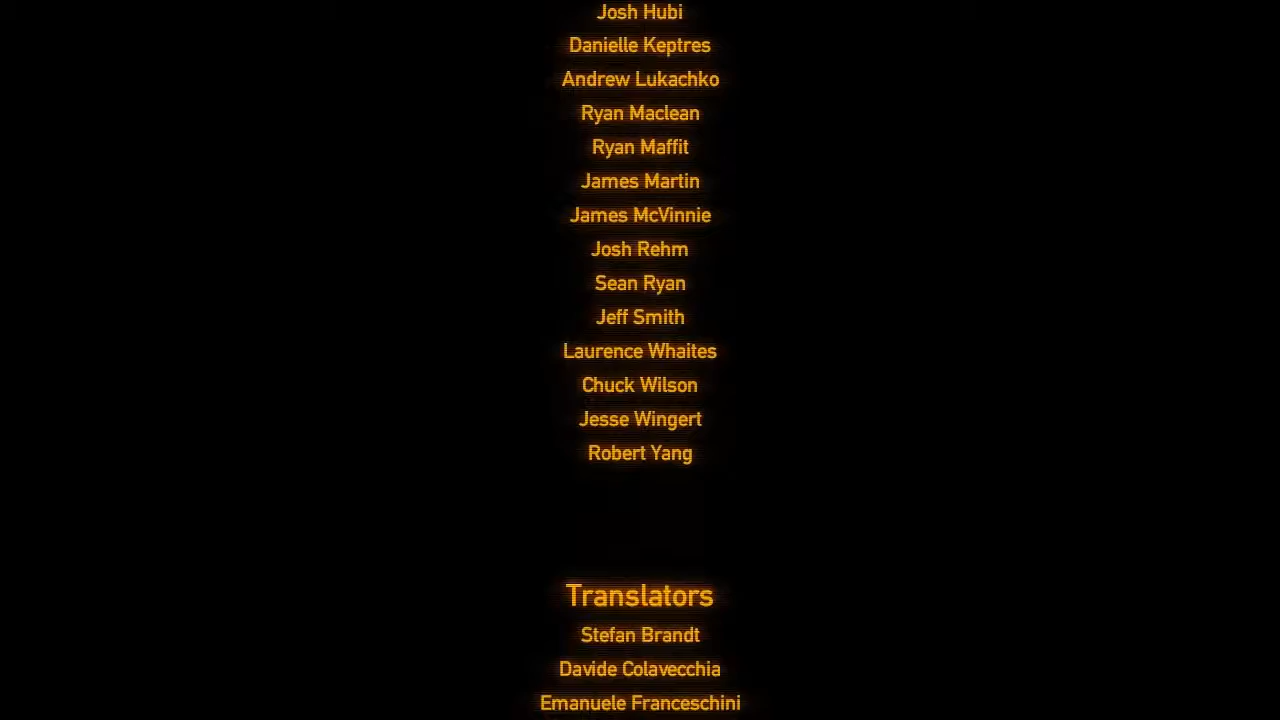 Josh Hubi
Danielle Keptres
Andrew Lukachko
Ryan Maclean
Ryan Maffit
James Martin
James McVinnie
Josh Rehm
Sean Ryan
Jeff Smith
Laurence Whaites
Chuck Wilson
Jesse Wingert
Robert Yang
Translators
Stefan Brandt
Davide Colavecchia
Emanuele Franceschini